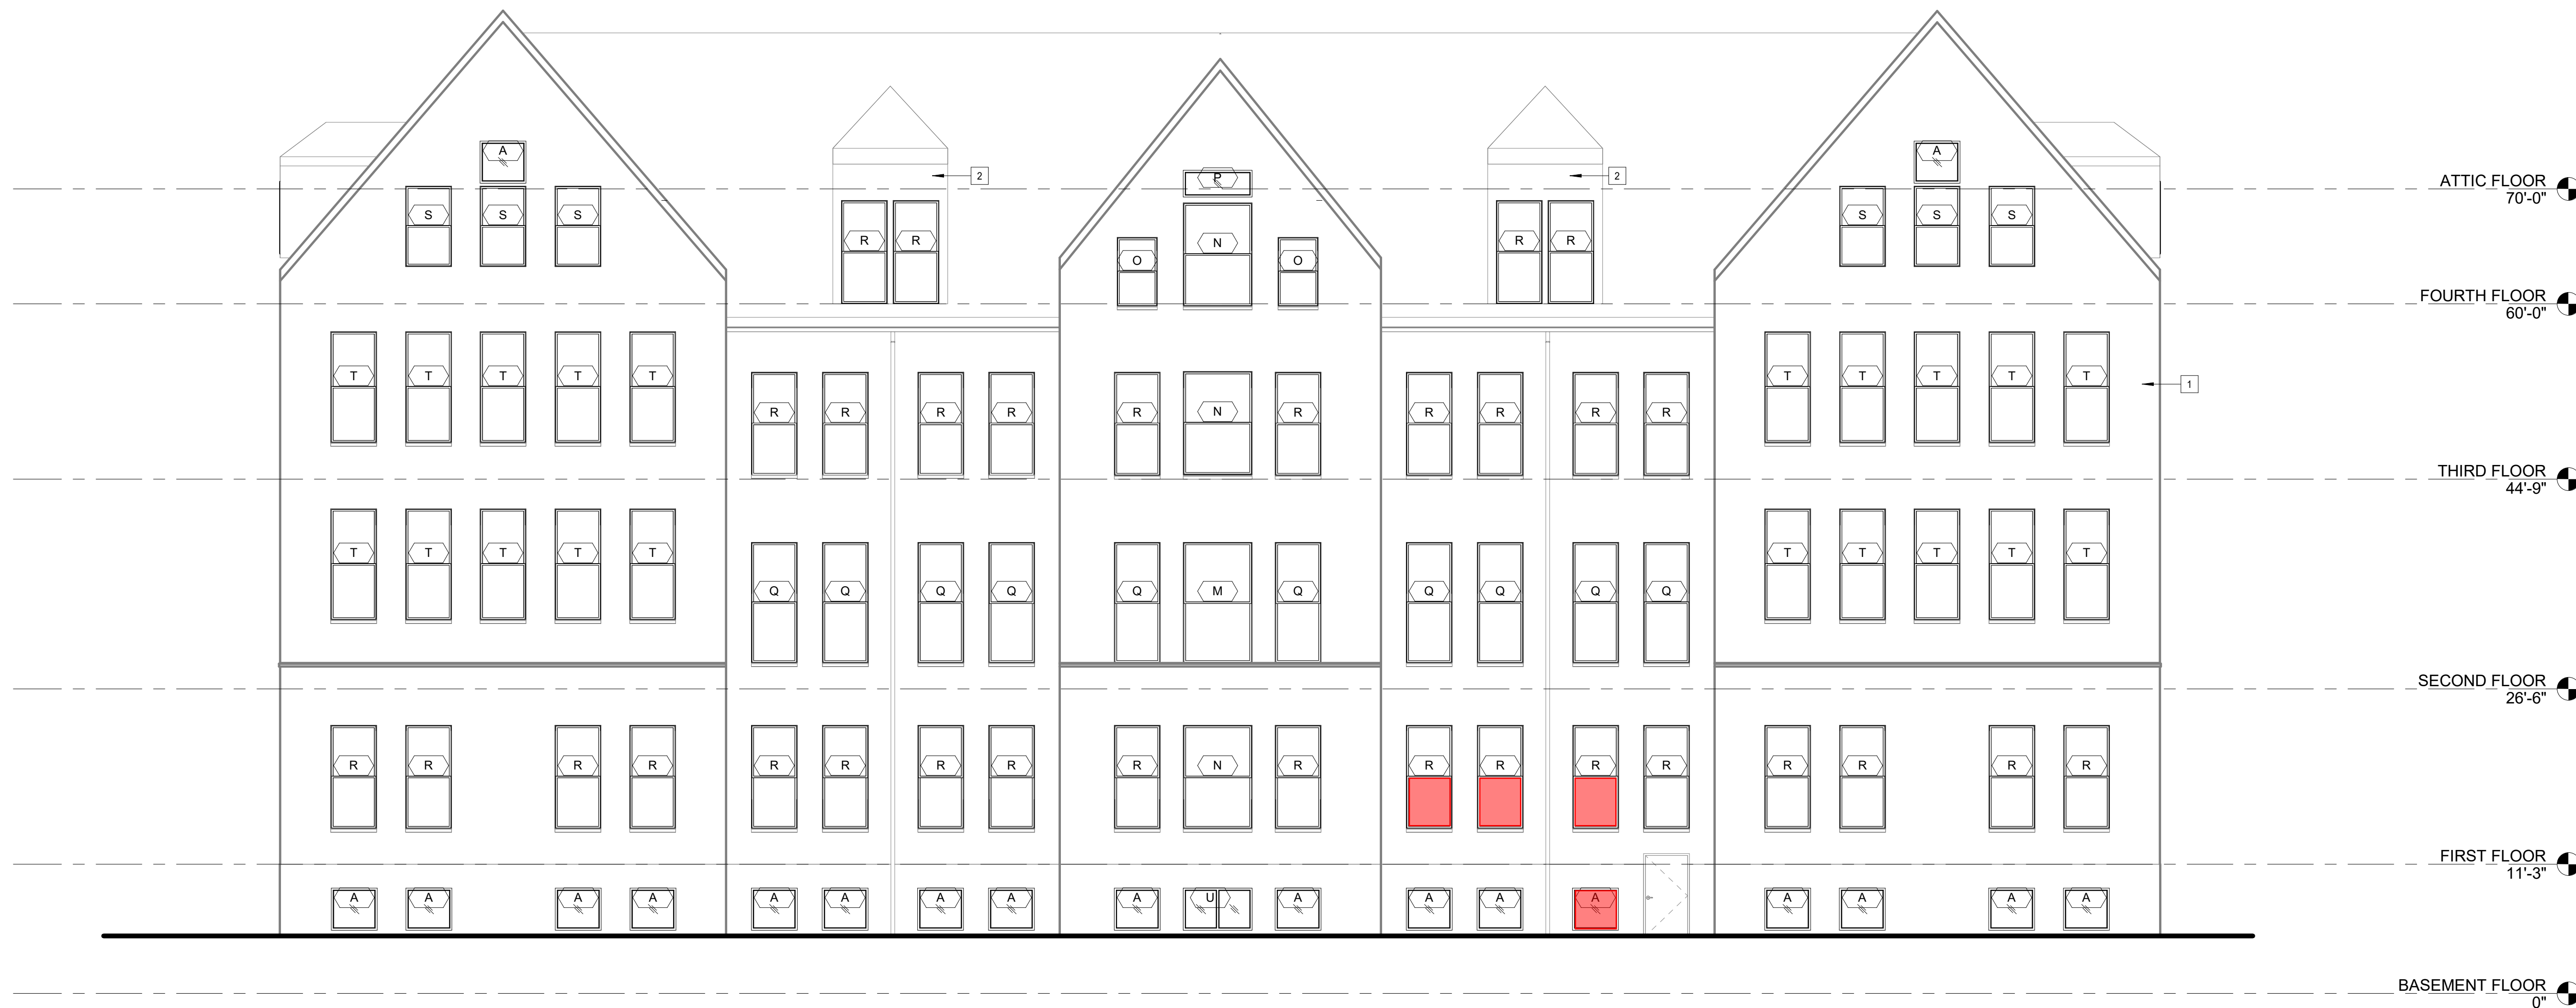 A A
P
2 2
ATTIC FLOOR
70'-0"
S S S S S S
R R N R R
O O
FOURTH FLOOR
60'-0"
T T T T T T T T T T
1
R R R R R N R R R R R
THIRD FLOOR
44'-9"
T T T T T T T T T T
Q Q Q Q Q M Q Q Q Q Q
SECOND FLOOR
26'-6"
R R R R R R R R R N R R R R R R R R R
FIRST FLOOR
11'-3"
A A A A A A A A A U A A A A A A A A
BASEMENT FLOOR
0"